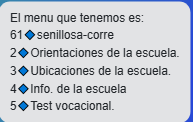 El menu que tenemos es:
61🔷senillosa-corre
2🔷Orientaciones de la escuela.
3🔷Ubicaciones de la escuela.
4🔷Info. de la escuela
5🔷Test vocacional.